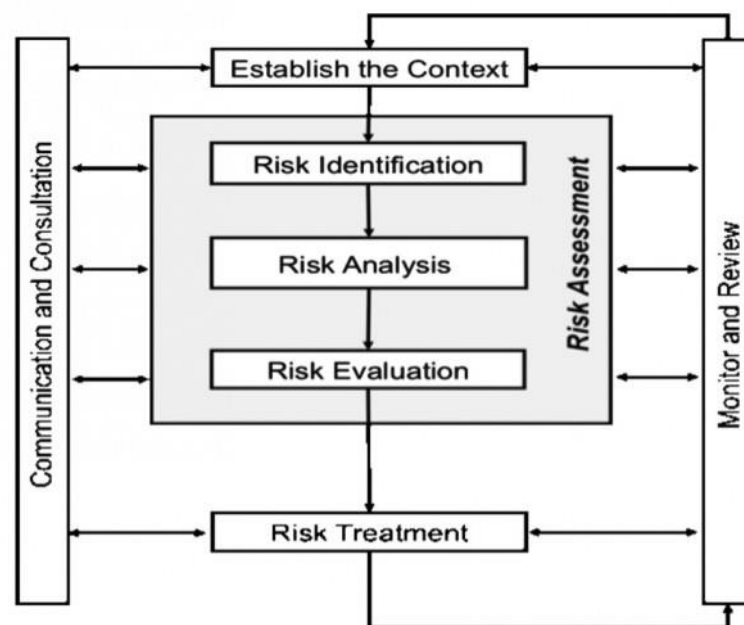 Establish the Context
Communication and Consultation
Risk Identification
Risk Analysis
Risk Evaluation
Risk Assessment
Monitor and Review
Risk Treatment